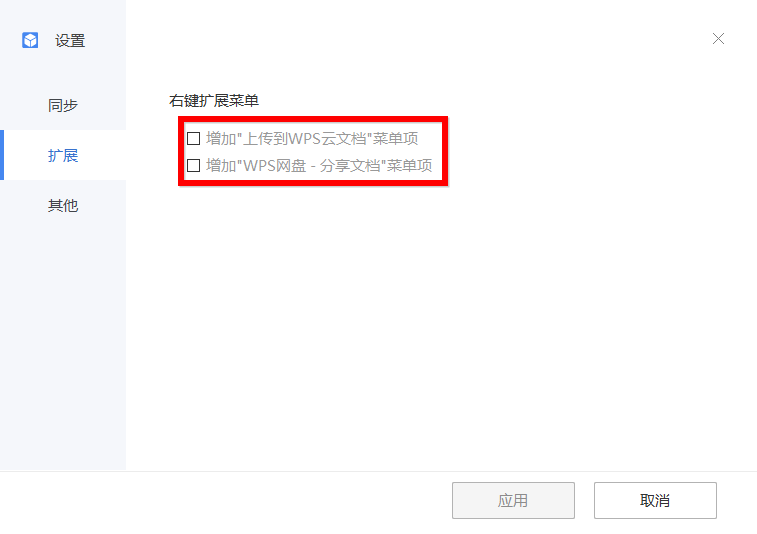 设置
同步
扩展
其他
右键扩展菜单
增加"上传到WPS云文档"菜单项
增加"WPS网盘 - 分享文档"菜单项
应用
取消